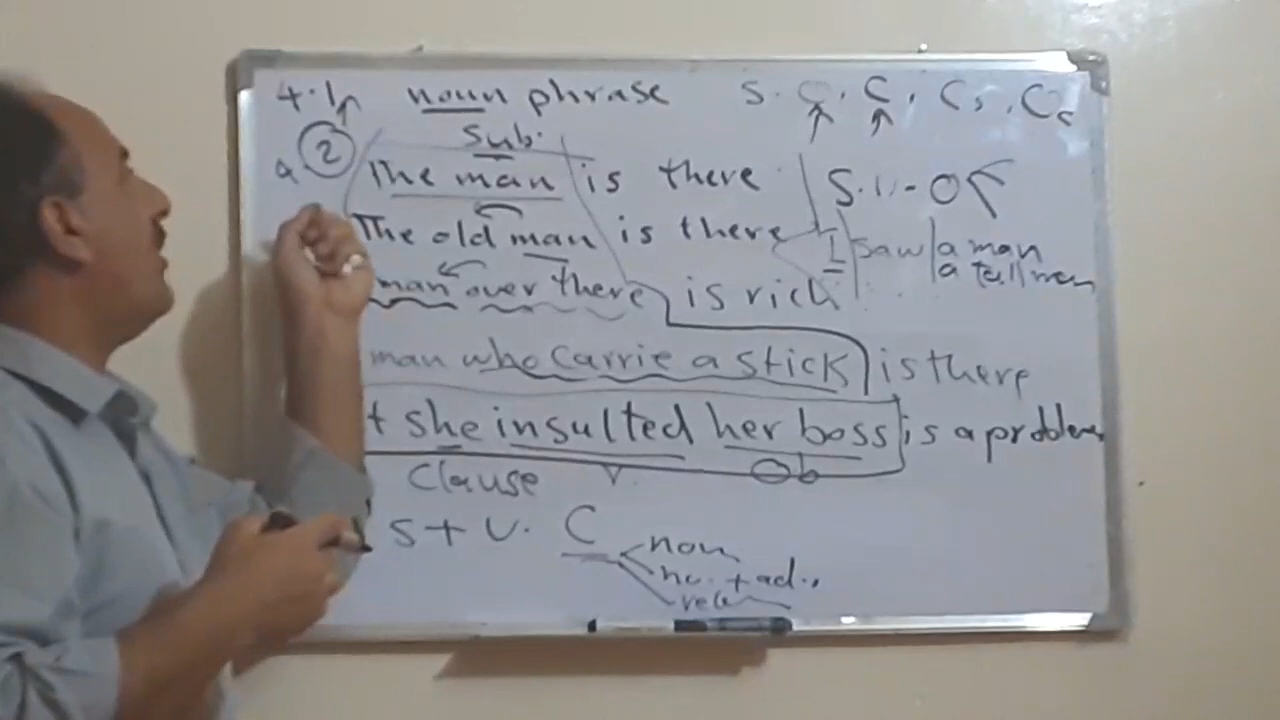 4.1 noun phrase S. C. C. Cs, Co
② Sub.
a The man is there
S. V. O
The old man is there
I saw a man
a tall man
man over there is rich
man who carrie a stick is there
t she insulted her boss is a problem
Clause V Ob
S + V. C
noun
+ ad.